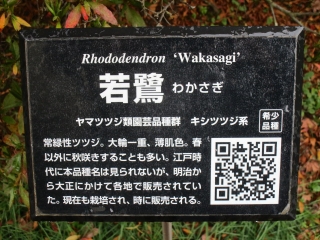 Rhododendron ‘Wakasagi’
若鷺 わかさぎ
ヤマツツジ類園芸品種群 キシツツジ系
希少
品種
常緑性ツツジ。大輪一重、薄肌色。春
以外に秋咲きすることも多い。江戸時
代に本品種名は見られないが、明治か
ら大正にかけて各地で販売されてい
た。現在も栽培され、時に販売される。